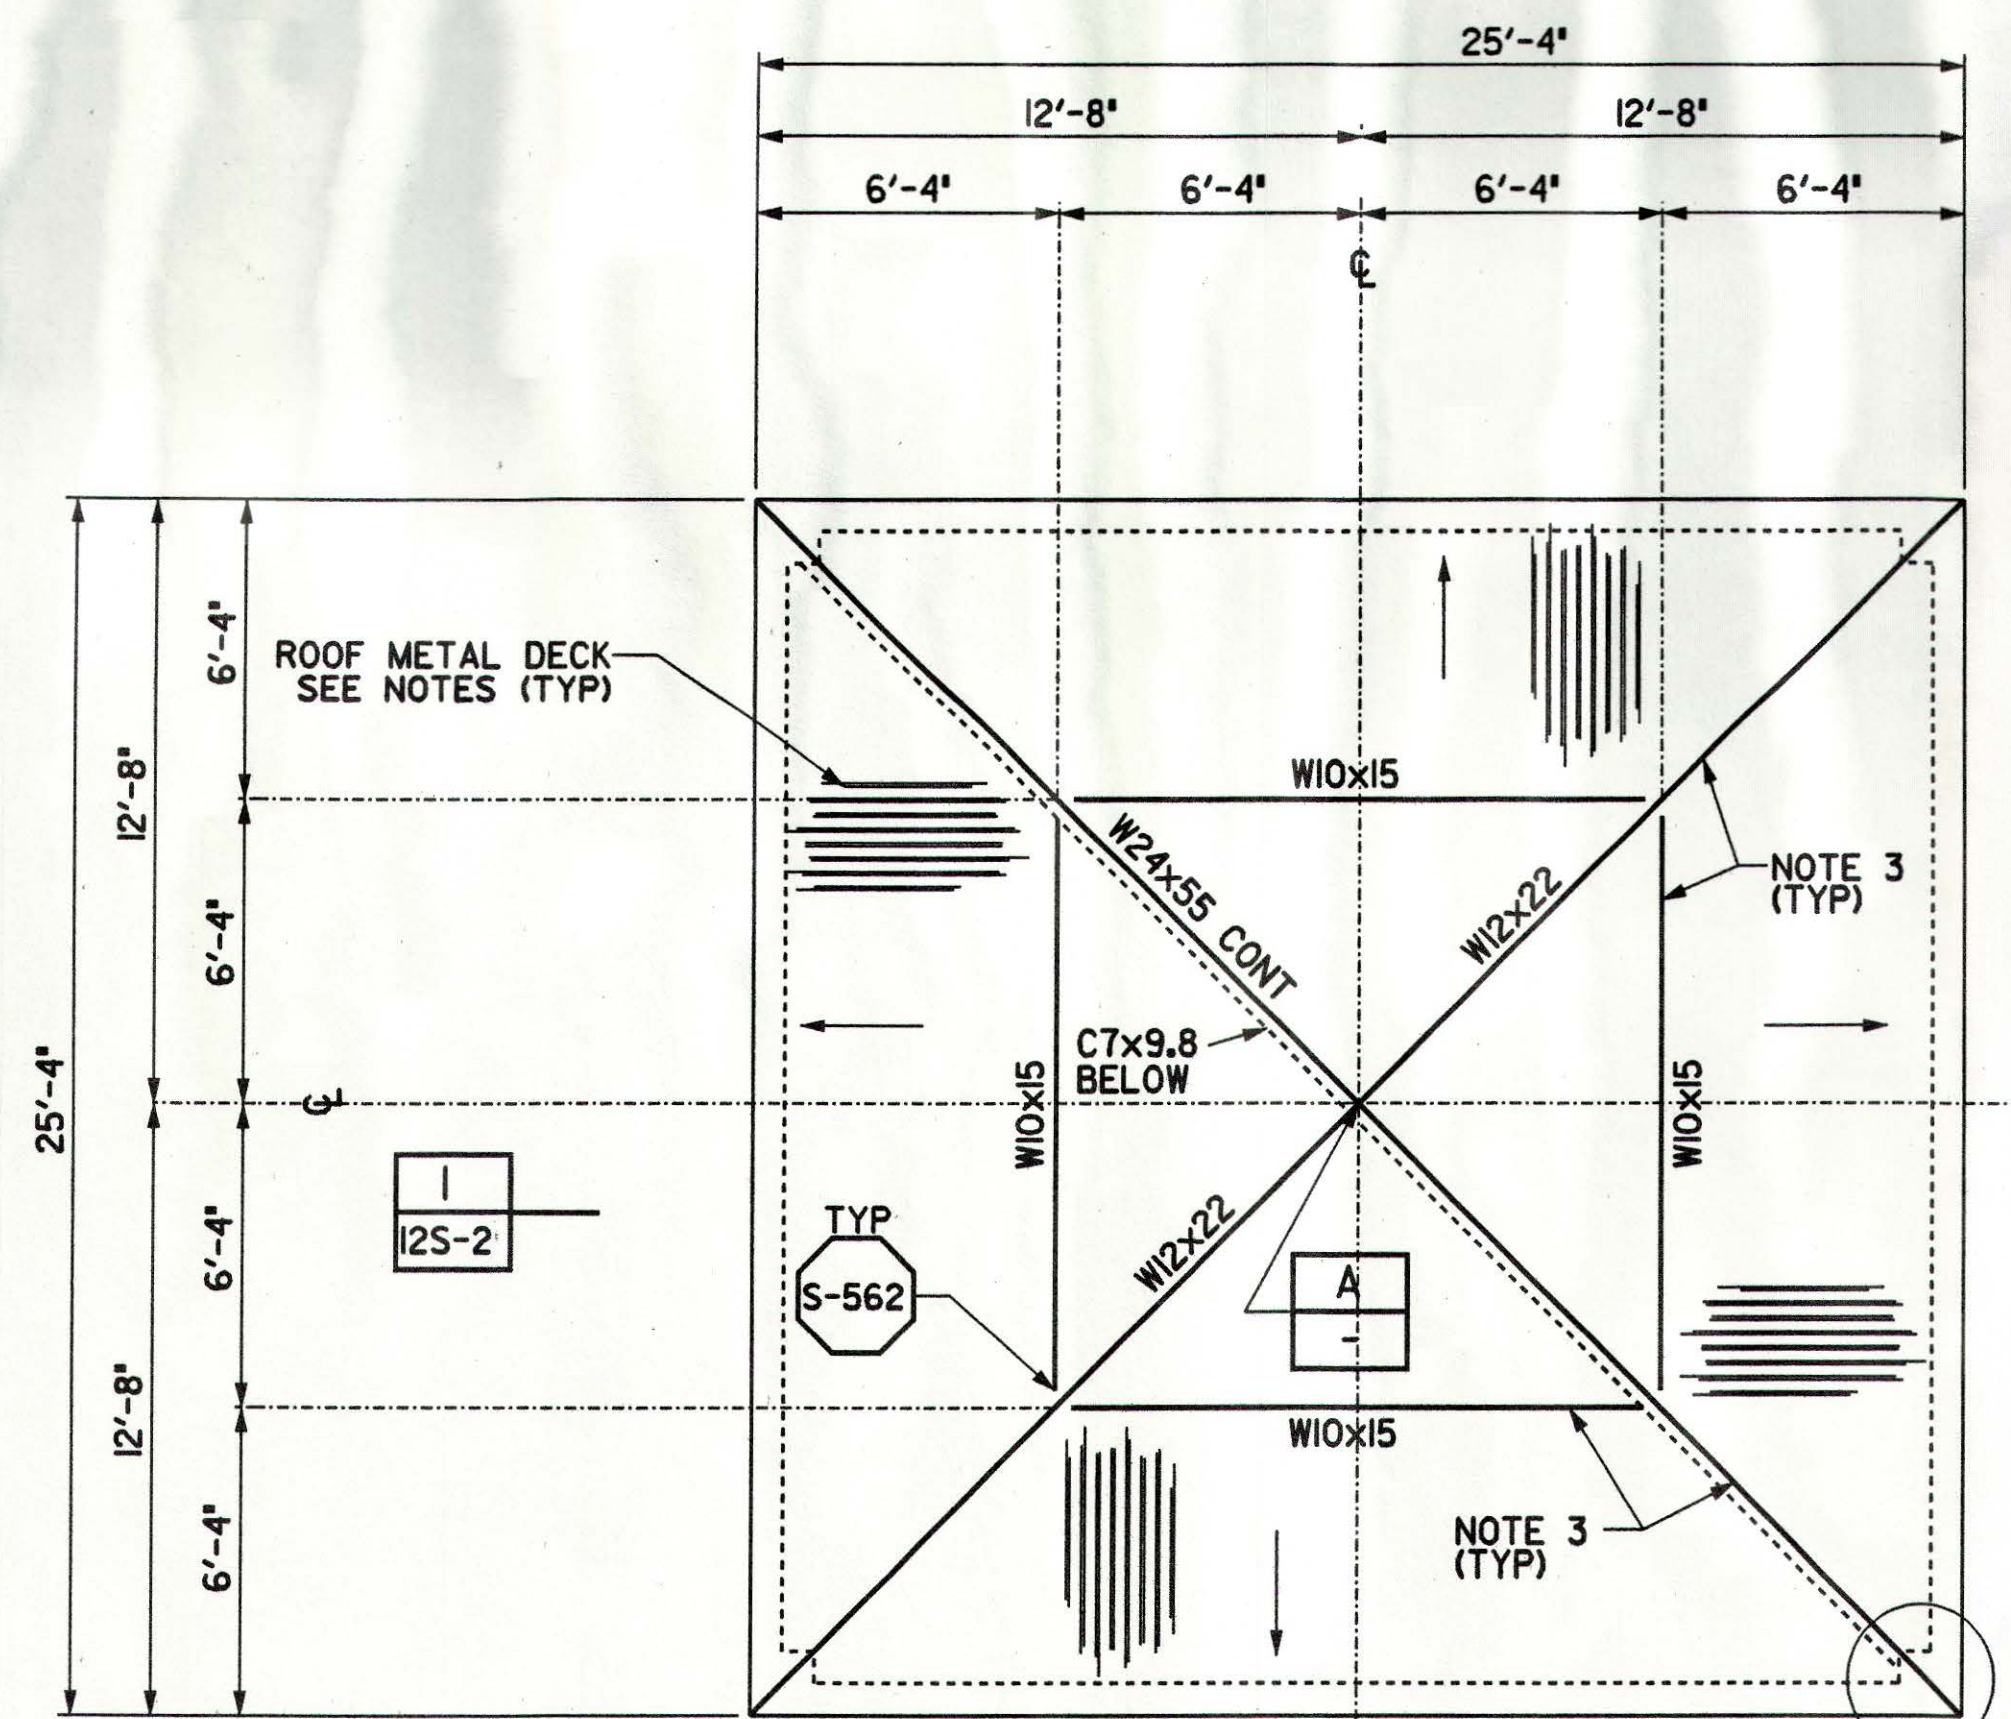 25'-4"
12'-8"
12'-8"
6'-4"
6'-4"
6'-4"
6'-4"
℄
ROOF METAL DECK
SEE NOTES (TYP)
6'-4"
12'-8"
W10x15
W24x55 CONT
W12x22
NOTE 3
(TYP)
6'-4"
C7x9.8
BELOW
25'-4"
℄
W10x15
W10x15
1
12S-2
TYP
S-562
W12x22
A
-
6'-4"
12'-8"
W10x15
6'-4"
NOTE 3
(TYP)